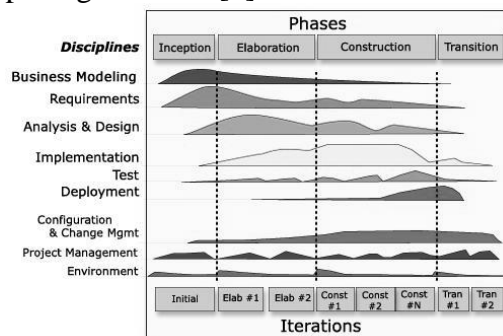 Phases
Disciplines Inception Elaboration Construction Transition
Business Modeling
Requirements
Analysis & Design
Implementation
Test
Deployment
Configuration
& Change Mgmt
Project Management
Environment
Initial Elab #1 Elab #2 Const #1 Const #2 Const #N Tran #1 Tran #2
Iterations